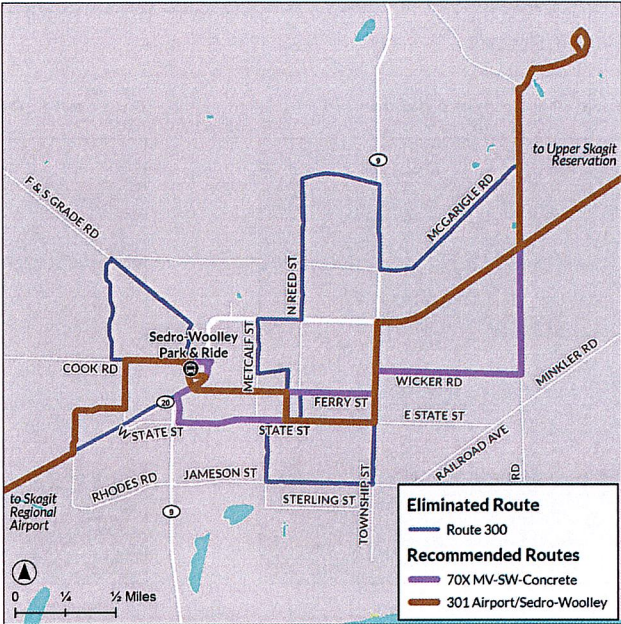 9
to Upper Skagit
Reservation
F & S GRADE RD
MCGARIGLE RD
N REED ST
Sedro-Woolley
Park & Ride
METCALF ST
COOK RD
MINKLER RD
WICKER RD
20
FERRY ST
E STATE ST
W STATE ST
STATE ST
RAILROAD AVE
RHODES RD
JAMESON ST
RD
to Skagit
Regional
Airport
STERLING ST
TOWNSHIP ST
9
Eliminated Route
Route 300
Recommended Routes
70X MV-SW-Concrete
301 Airport/Sedro-Woolley
0 ¼ ½ Miles